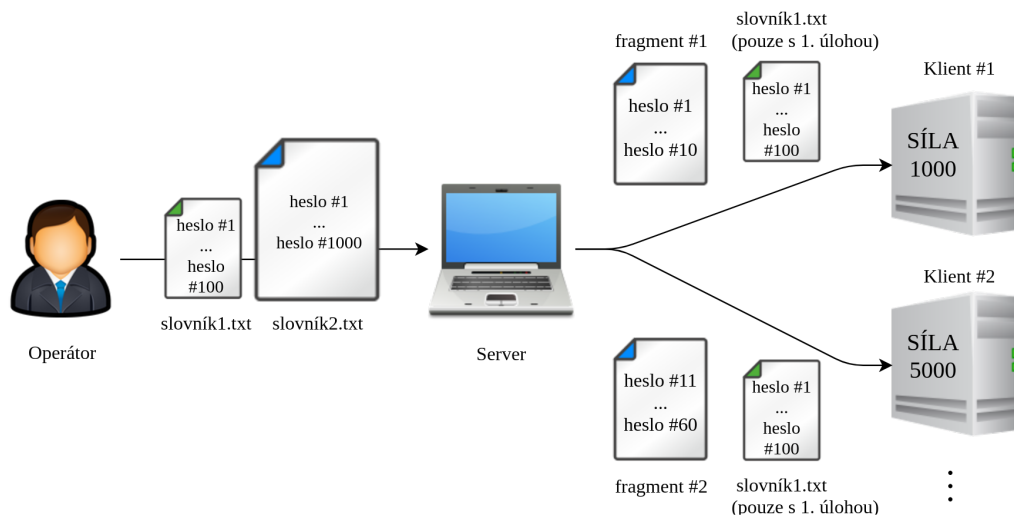 slovník1.txt
(pouze s 1. úlohou)
fragment #1
heslo #1
...
heslo #10
heslo #1
...
heslo
#100
Klient #1
SÍLA
1000
heslo #1
...
heslo
#100
slovník1.txt
heslo #1
...
heslo #1000
slovník2.txt
Operátor
Server
Klient #2
SÍLA
5000
heslo #11
...
heslo #60
fragment #2
heslo #1
...
heslo
#100
slovník1.txt
(pouze s 1. úlohou)